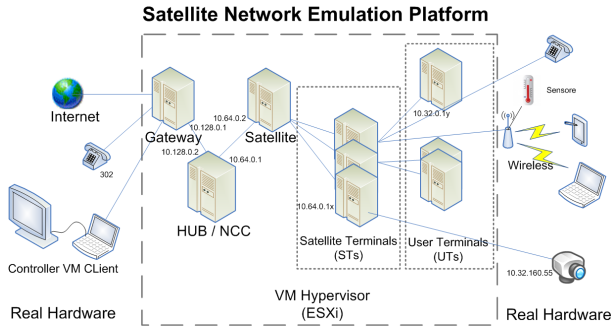 Satellite Network Emulation Platform
Internet
302
Controller VM CLient
Real Hardware
Gateway
10.128.0.1
10.128.0.2
10.64.0.2
Satellite
10.64.0.1
HUB / NCC
10.64.0.1x
Satellite Terminals
(STs)
10.32.0.1y
User Terminals
(UTs)
VM Hypervisor
(ESXi)
Sensore
Wireless
10.32.160.55
Real Hardware